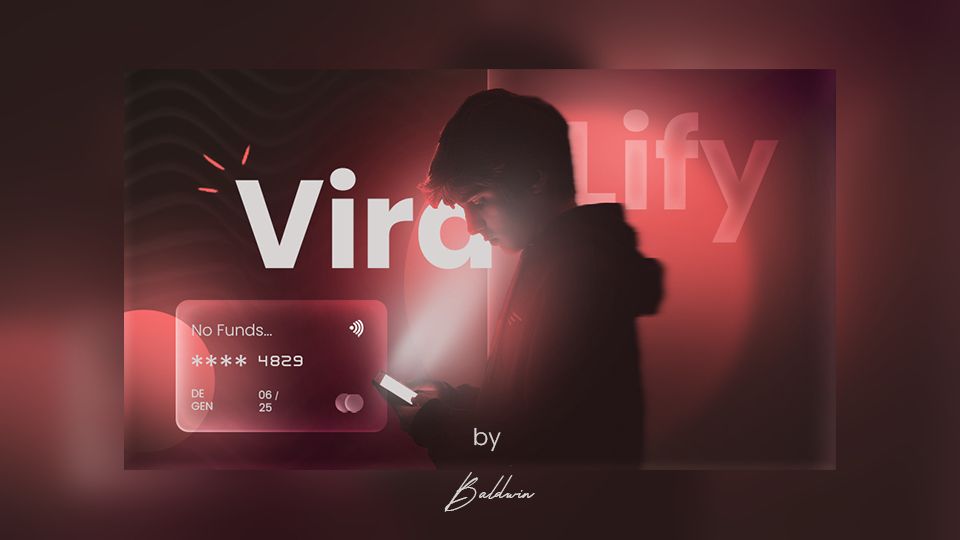 Vira
Lify
No Funds...
**** 4829
DE
GEN
06 /
25
by
Baldwin